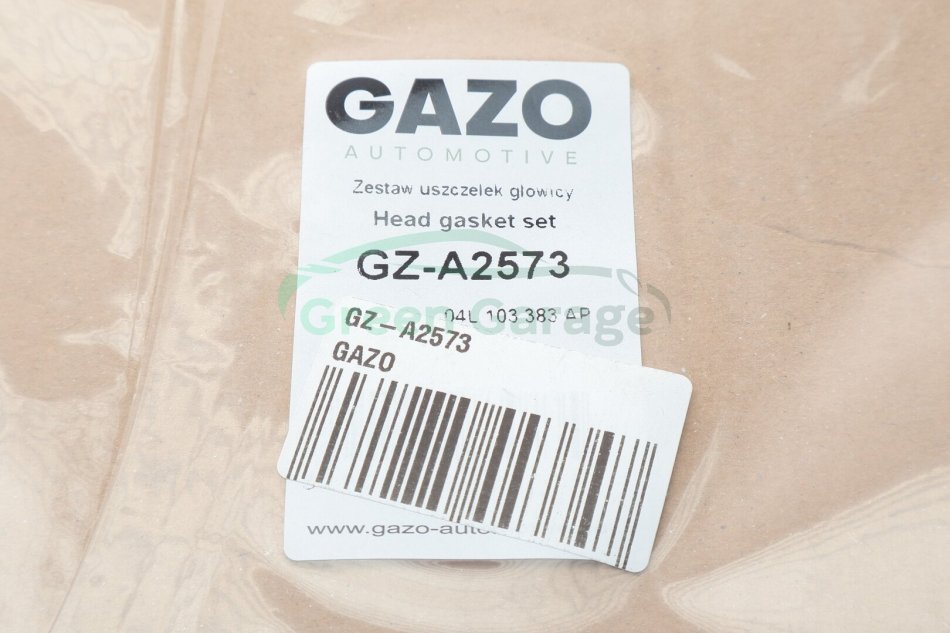 GAZO
AUTOMOTIVE
Zestaw uszczelek głowicy
Head gasket set
GZ-A2573
Green Garage
04L 103 383 AP
GZ-A2573
GAZO
www.gazo-auto